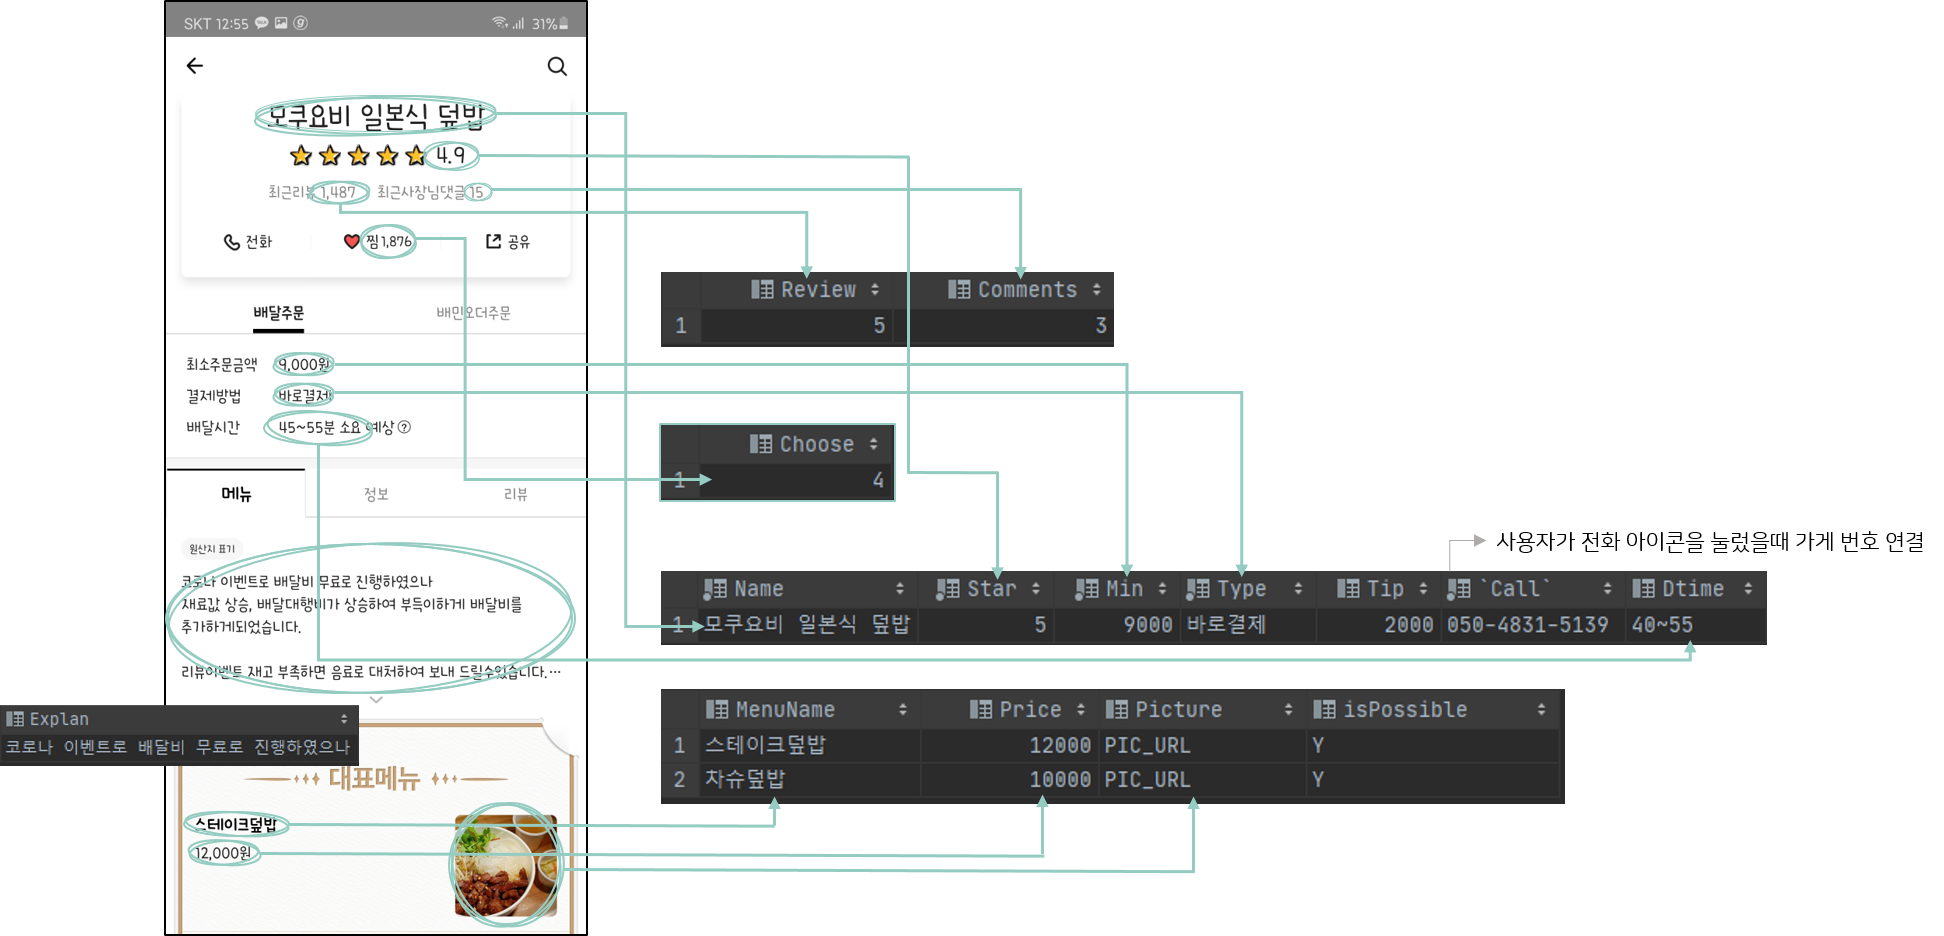 SKT 12:55
31%
모쿠요비 일본식 덮밥
4.9
최근리뷰 1,487 최근사장님댓글 15
전화
찜 1,876
공유
배달주문
배민오더주문
최소주문금액 9,000원
결제방법 바로결제
배달시간 45~55분 소요 예상 ?
메뉴
정보
리뷰
원산지 표기
코로나 이벤트로 배달비 무료로 진행하였으나
재료값 상승, 배달대행비가 상승하여 부득이하게 배달비를
추가하게되었습니다.
리뷰이벤트 재고 부족하면 음료로 대처하여 보내 드릴수있습니다. ···
Explan
코로나 이벤트로 배달비 무료로 진행하였으나
대표메뉴
스테이크덮밥
12,000원
Review Comments
1 5 3
Choose
1 4
사용자가 전화 아이콘을 눌렀을때 가게 번호 연결
Name Star Min Type Tip `Call` Dtime
1 모쿠요비 일본식 덮밥 5 9000 바로결제 2000 050-4831-5139 40~55
MenuName Price Picture isPossible
1 스테이크덮밥 12000 PIC_URL Y
2 차슈덮밥 10000 PIC_URL Y